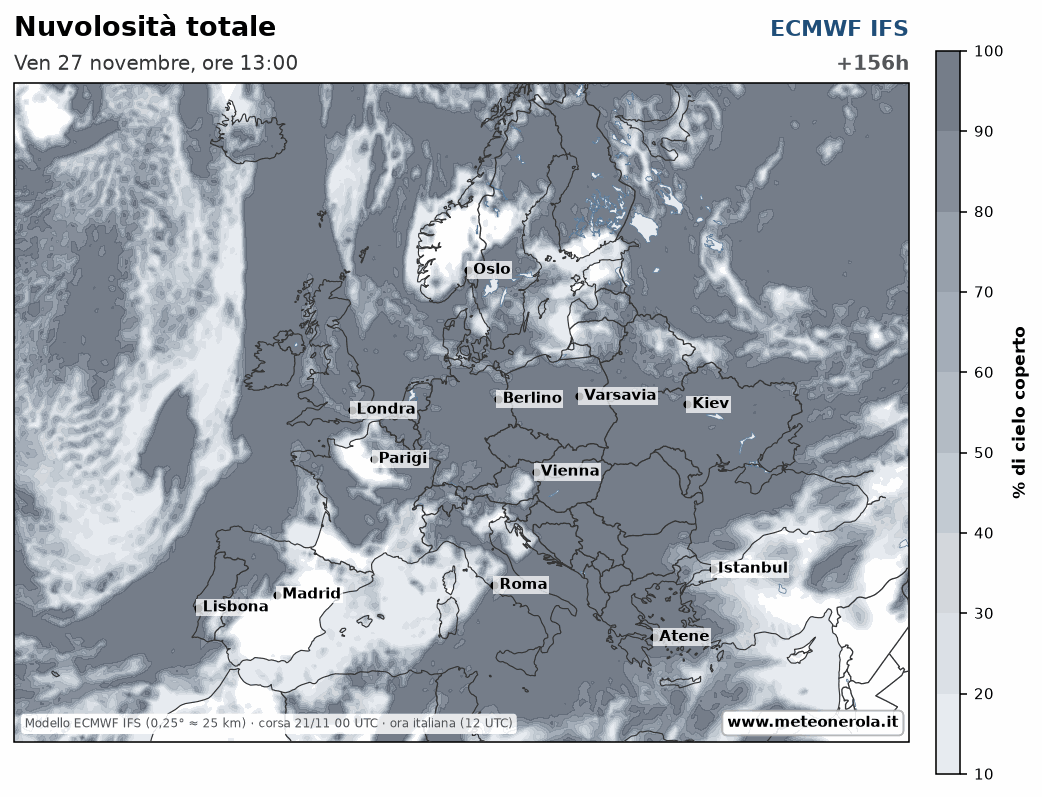 Nuvolosità totale
ECMWF IFS
Ven 27 novembre, ore 13:00
+156h
Oslo
Londra
Berlino
Varsavia
Kiev
Parigi
Vienna
Istanbul
Roma
Madrid
Lisbona
Atene
Modello ECMWF IFS (0,25° ≈ 25 km) · corsa 21/11 00 UTC · ora italiana (12 UTC)
www.meteonerola.it
100
90
80
70
60
50
40
30
20
10
% di cielo coperto